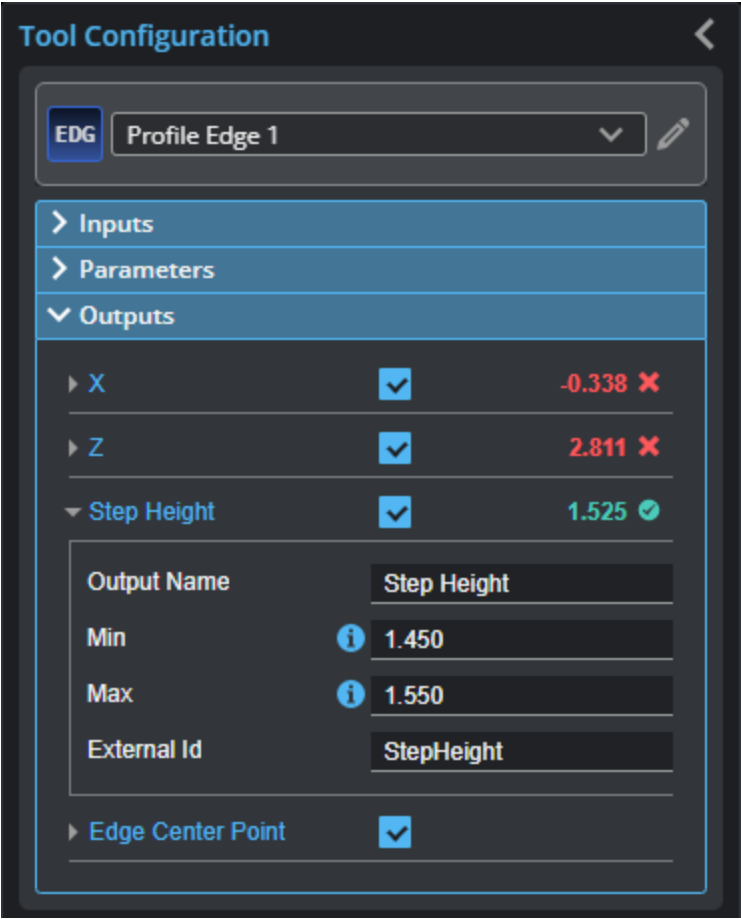 Tool Configuration
EDG Profile Edge 1
Inputs
Parameters
Outputs
X -0.338
Z 2.811
Step Height 1.525
Output Name Step Height
Min 1.450
Max 1.550
External Id StepHeight
Edge Center Point